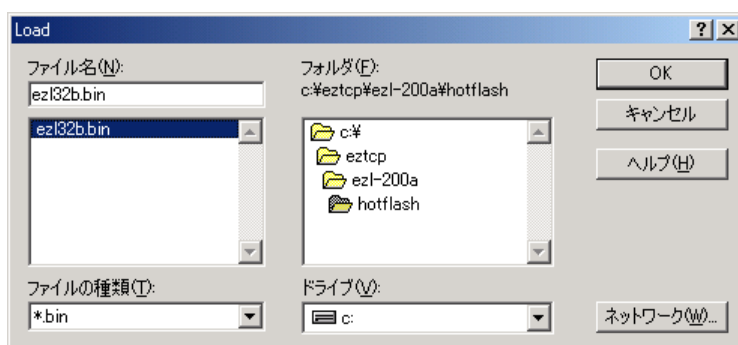 Load
ファイル名(N):
ezl32b.bin
ezl32b.bin
ファイルの種類(T):
*.bin
フォルダ(F):
c:¥eztcp¥ezl-200a¥hotflash
c:¥
eztcp
ezl-200a
hotflash
ドライブ(V):
c:
OK
キャンセル
ヘルプ(H)
ネットワーク(W)...